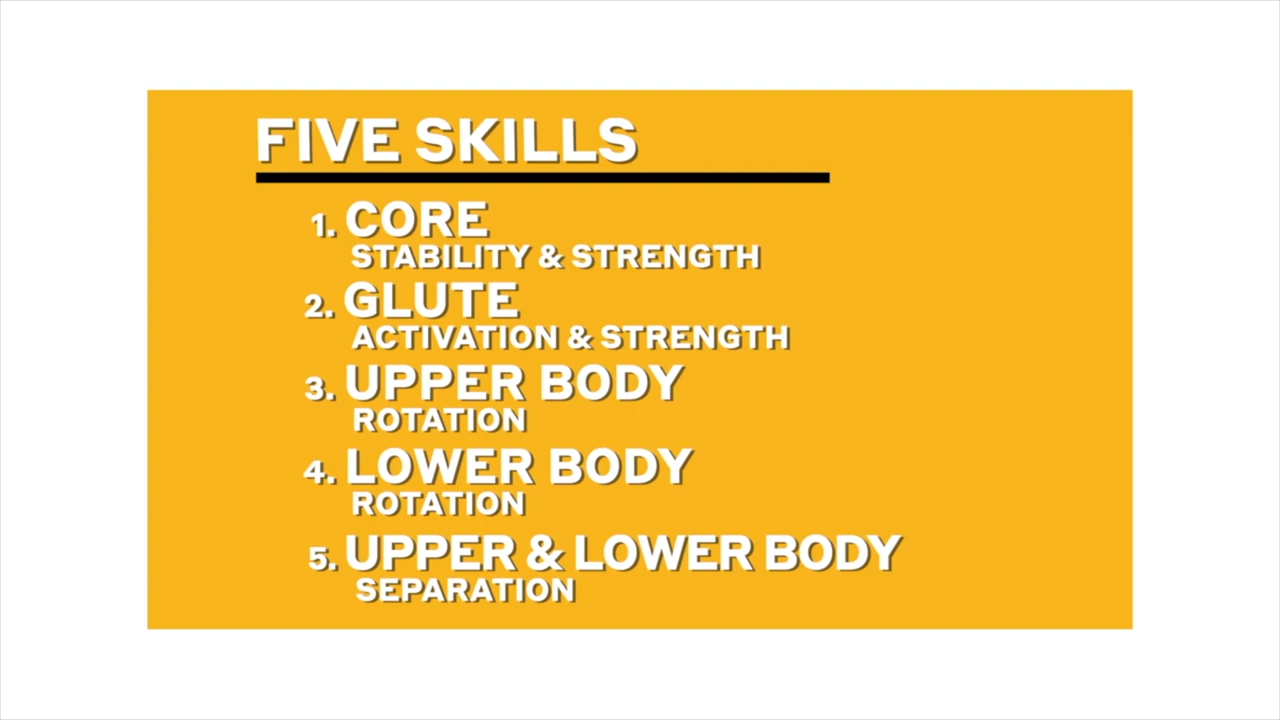 FIVE SKILLS
1. CORE
STABILITY & STRENGTH
2. GLUTE
ACTIVATION & STRENGTH
3. UPPER BODY
ROTATION
4. LOWER BODY
ROTATION
5. UPPER & LOWER BODY
SEPARATION